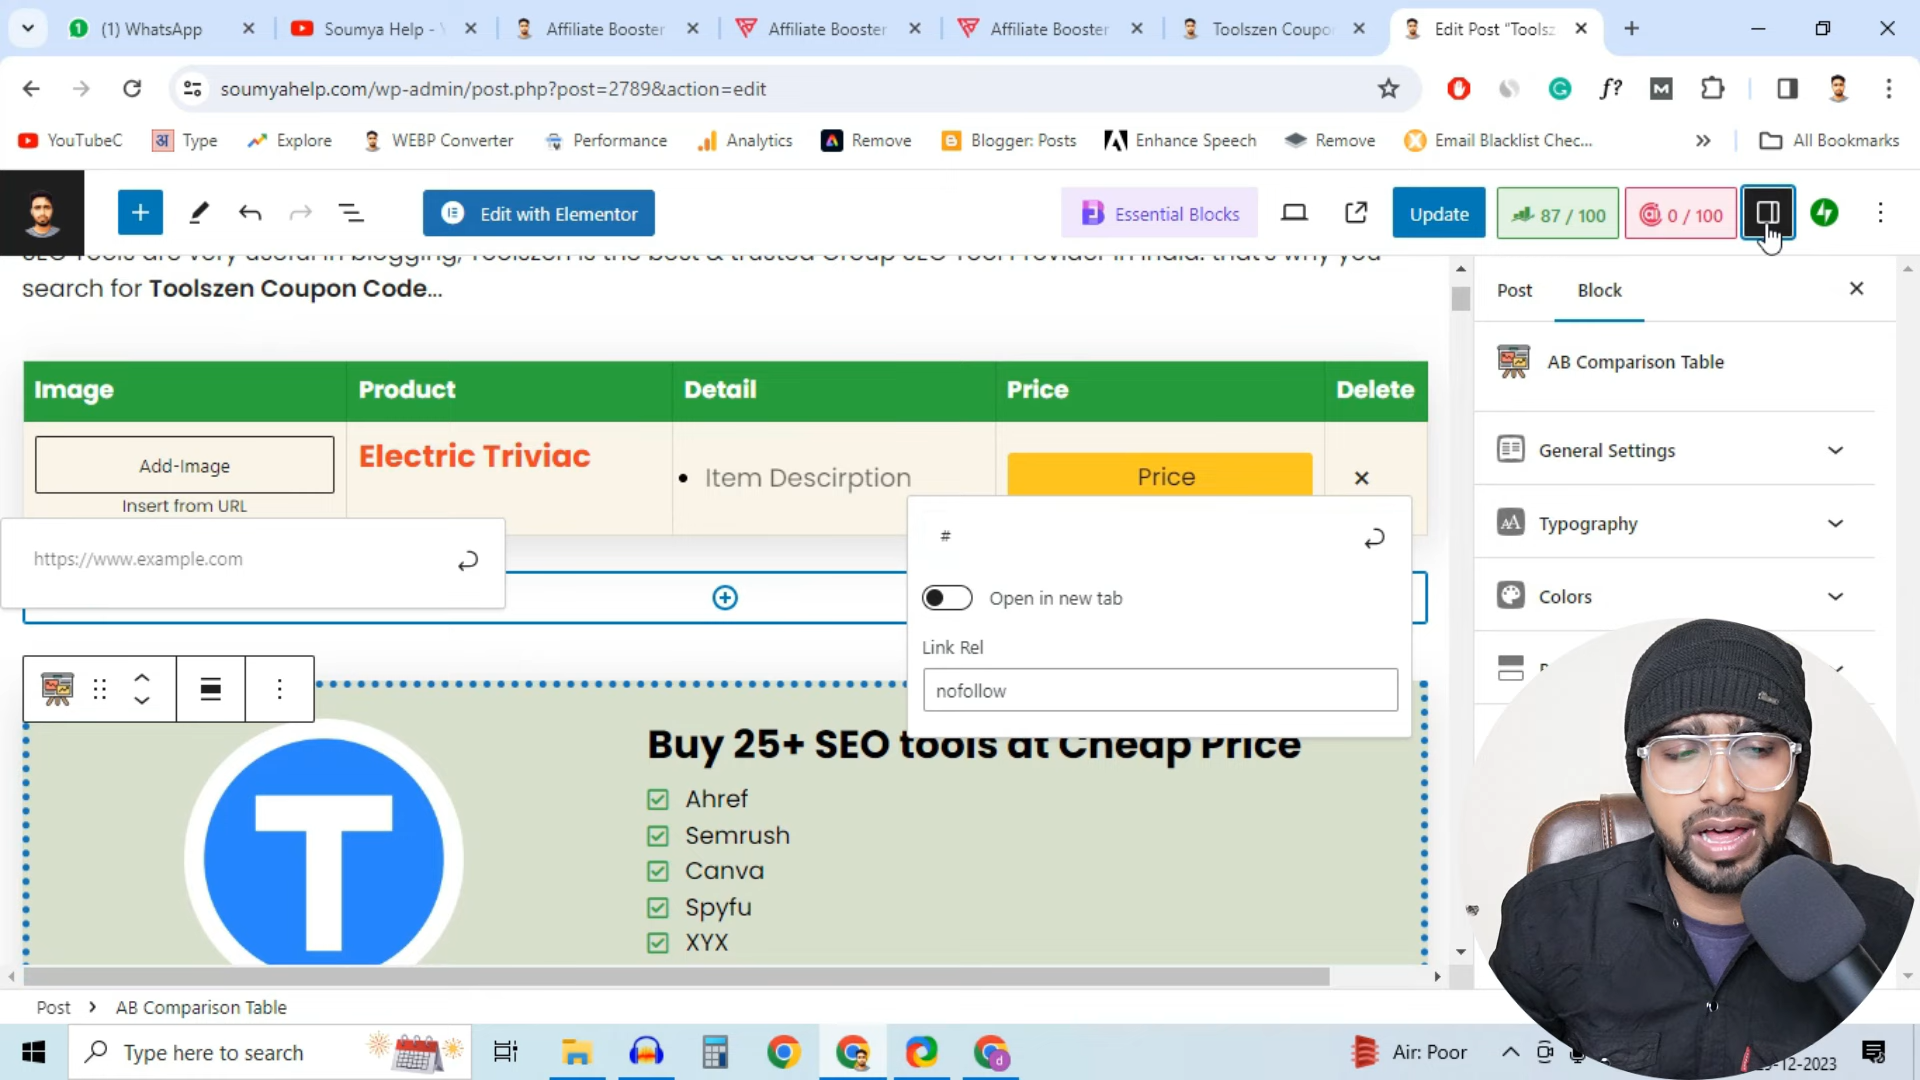 (1) WhatsApp
Soumya Help -
Affiliate Booster
Affiliate Booster
Affiliate Booster
Toolszen Coupo
Edit Post "Toolsz
soumyahelp.com/wp-admin/post.php?post=2789&action=edit
YouTubeC
Type
Explore
WEBP Converter
Performance
Analytics
Remove
Blogger: Posts
Enhance Speech
Remove
Email Blacklist Chec...
All Bookmarks
Edit with Elementor
Essential Blocks
Update
87 / 100
0 / 100
search for Toolszen Coupon Code...
Image
Product
Detail
Price
Delete
Add-Image
Insert from URL
Electric Triviac
Item Descirption
Price
https://www.example.com
#
Open in new tab
Link Rel
nofollow
Buy 25+ SEO tools at Cheap Price
Ahref
Semrush
Canva
Spyfu
XYX
T
Post
Block
AB Comparison Table
General Settings
Typography
Colors
Post
AB Comparison Table
Type here to search
Air: Poor